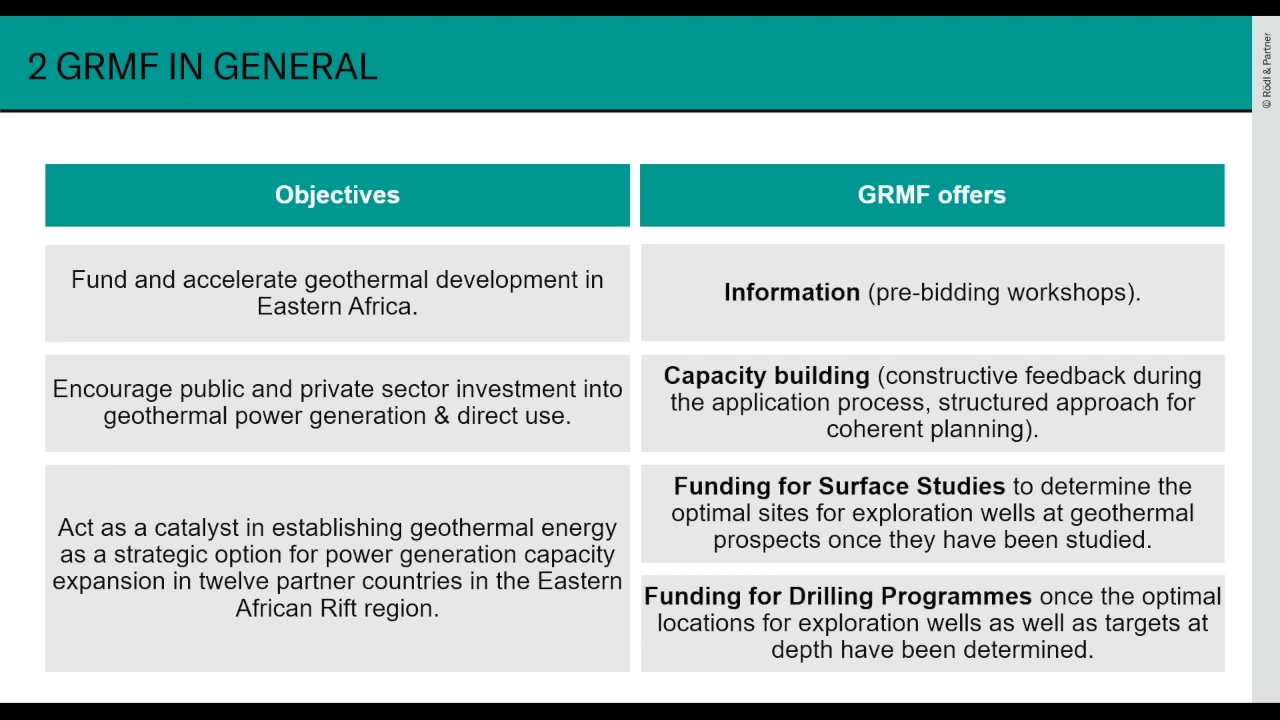 2 GRMF IN GENERAL
© Rödl & Partner
Objectives
Fund and accelerate geothermal development in
Eastern Africa.
Encourage public and private sector investment into
geothermal power generation & direct use.
Act as a catalyst in establishing geothermal energy
as a strategic option for power generation capacity
expansion in twelve partner countries in the Eastern
African Rift region.
GRMF offers
Information (pre-bidding workshops).
Capacity building (constructive feedback during
the application process, structured approach for
coherent planning).
Funding for Surface Studies to determine the
optimal sites for exploration wells at geothermal
prospects once they have been studied.
Funding for Drilling Programmes once the optimal
locations for exploration wells as well as targets at
depth have been determined.